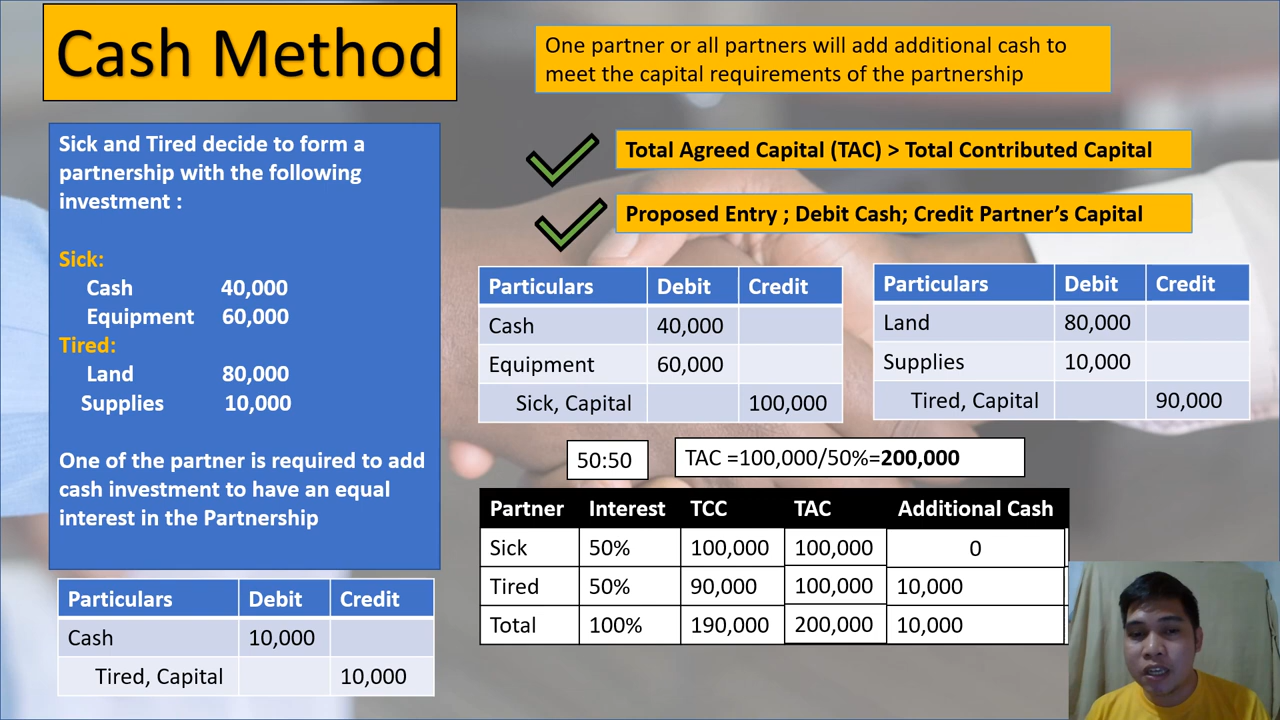 Cash Method
One partner or all partners will add additional cash to
meet the capital requirements of the partnership
Sick and Tired decide to form a
partnership with the following
investment :
Sick:
Cash 40,000
Equipment 60,000
Tired:
Land 80,000
Supplies 10,000
One of the partner is required to add
cash investment to have an equal
interest in the Partnership
Total Agreed Capital (TAC) > Total Contributed Capital
Proposed Entry ; Debit Cash; Credit Partner's Capital
Particulars Debit Credit
Cash 40,000
Equipment 60,000
Sick, Capital 100,000
Particulars Debit Credit
Land 80,000
Supplies 10,000
Tired, Capital 90,000
50:50
TAC =100,000/50%=200,000
Partner Interest TCC TAC Additional Cash
Sick 50% 100,000 100,000 0
Tired 50% 90,000 100,000 10,000
Total 100% 190,000 200,000 10,000
Particulars Debit Credit
Cash 10,000
Tired, Capital 10,000